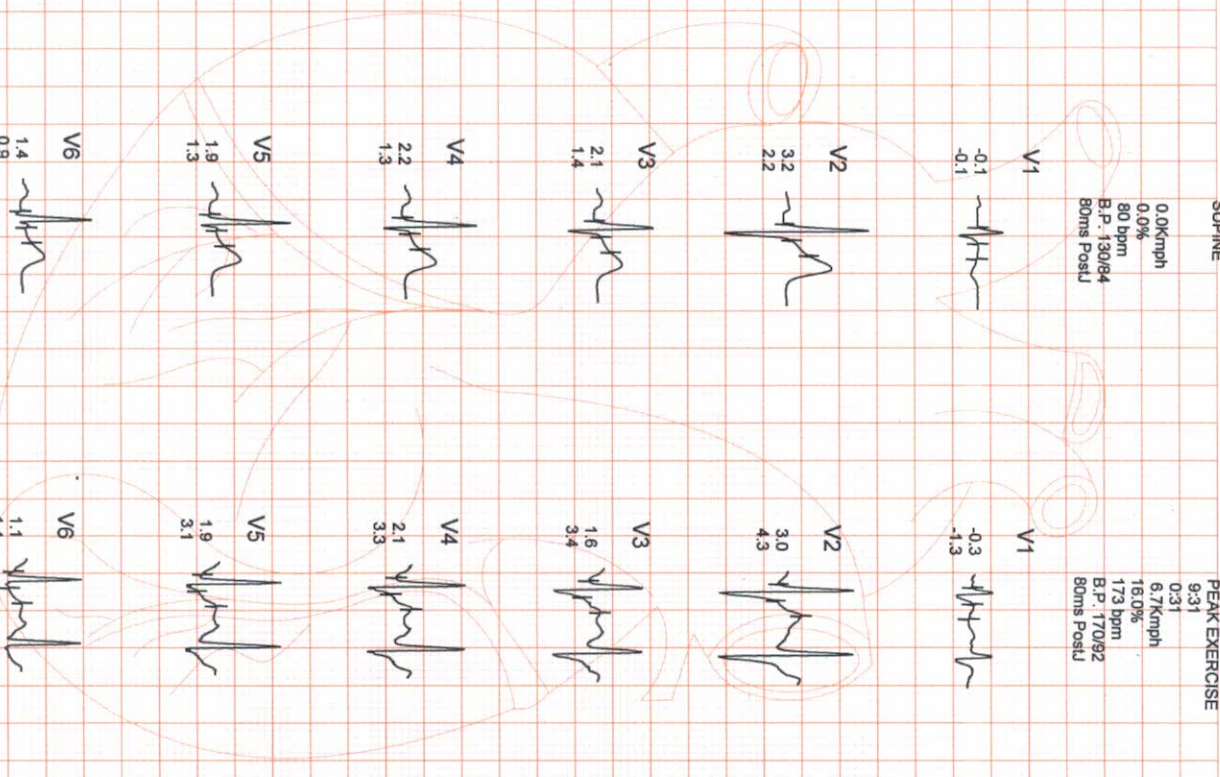 SUPINE
0.0Kmph
0.0%
80 bpm
B.P. 130/84
80ms PostJ
V1
-0.1
-0.1
V2
3.2
2.2
V3
2.1
1.4
V4
2.2
1.3
V5
1.9
1.3
V6
1.4
0.9
PEAK EXERCISE
9:31
0:31
6.7Kmph
16.0%
173 bpm
B.P. 170/92
80ms PostJ
V1
-0.3
-1.3
V2
3.0
4.3
V3
1.6
3.4
V4
2.1
3.3
V5
1.9
3.1
V6
1.1